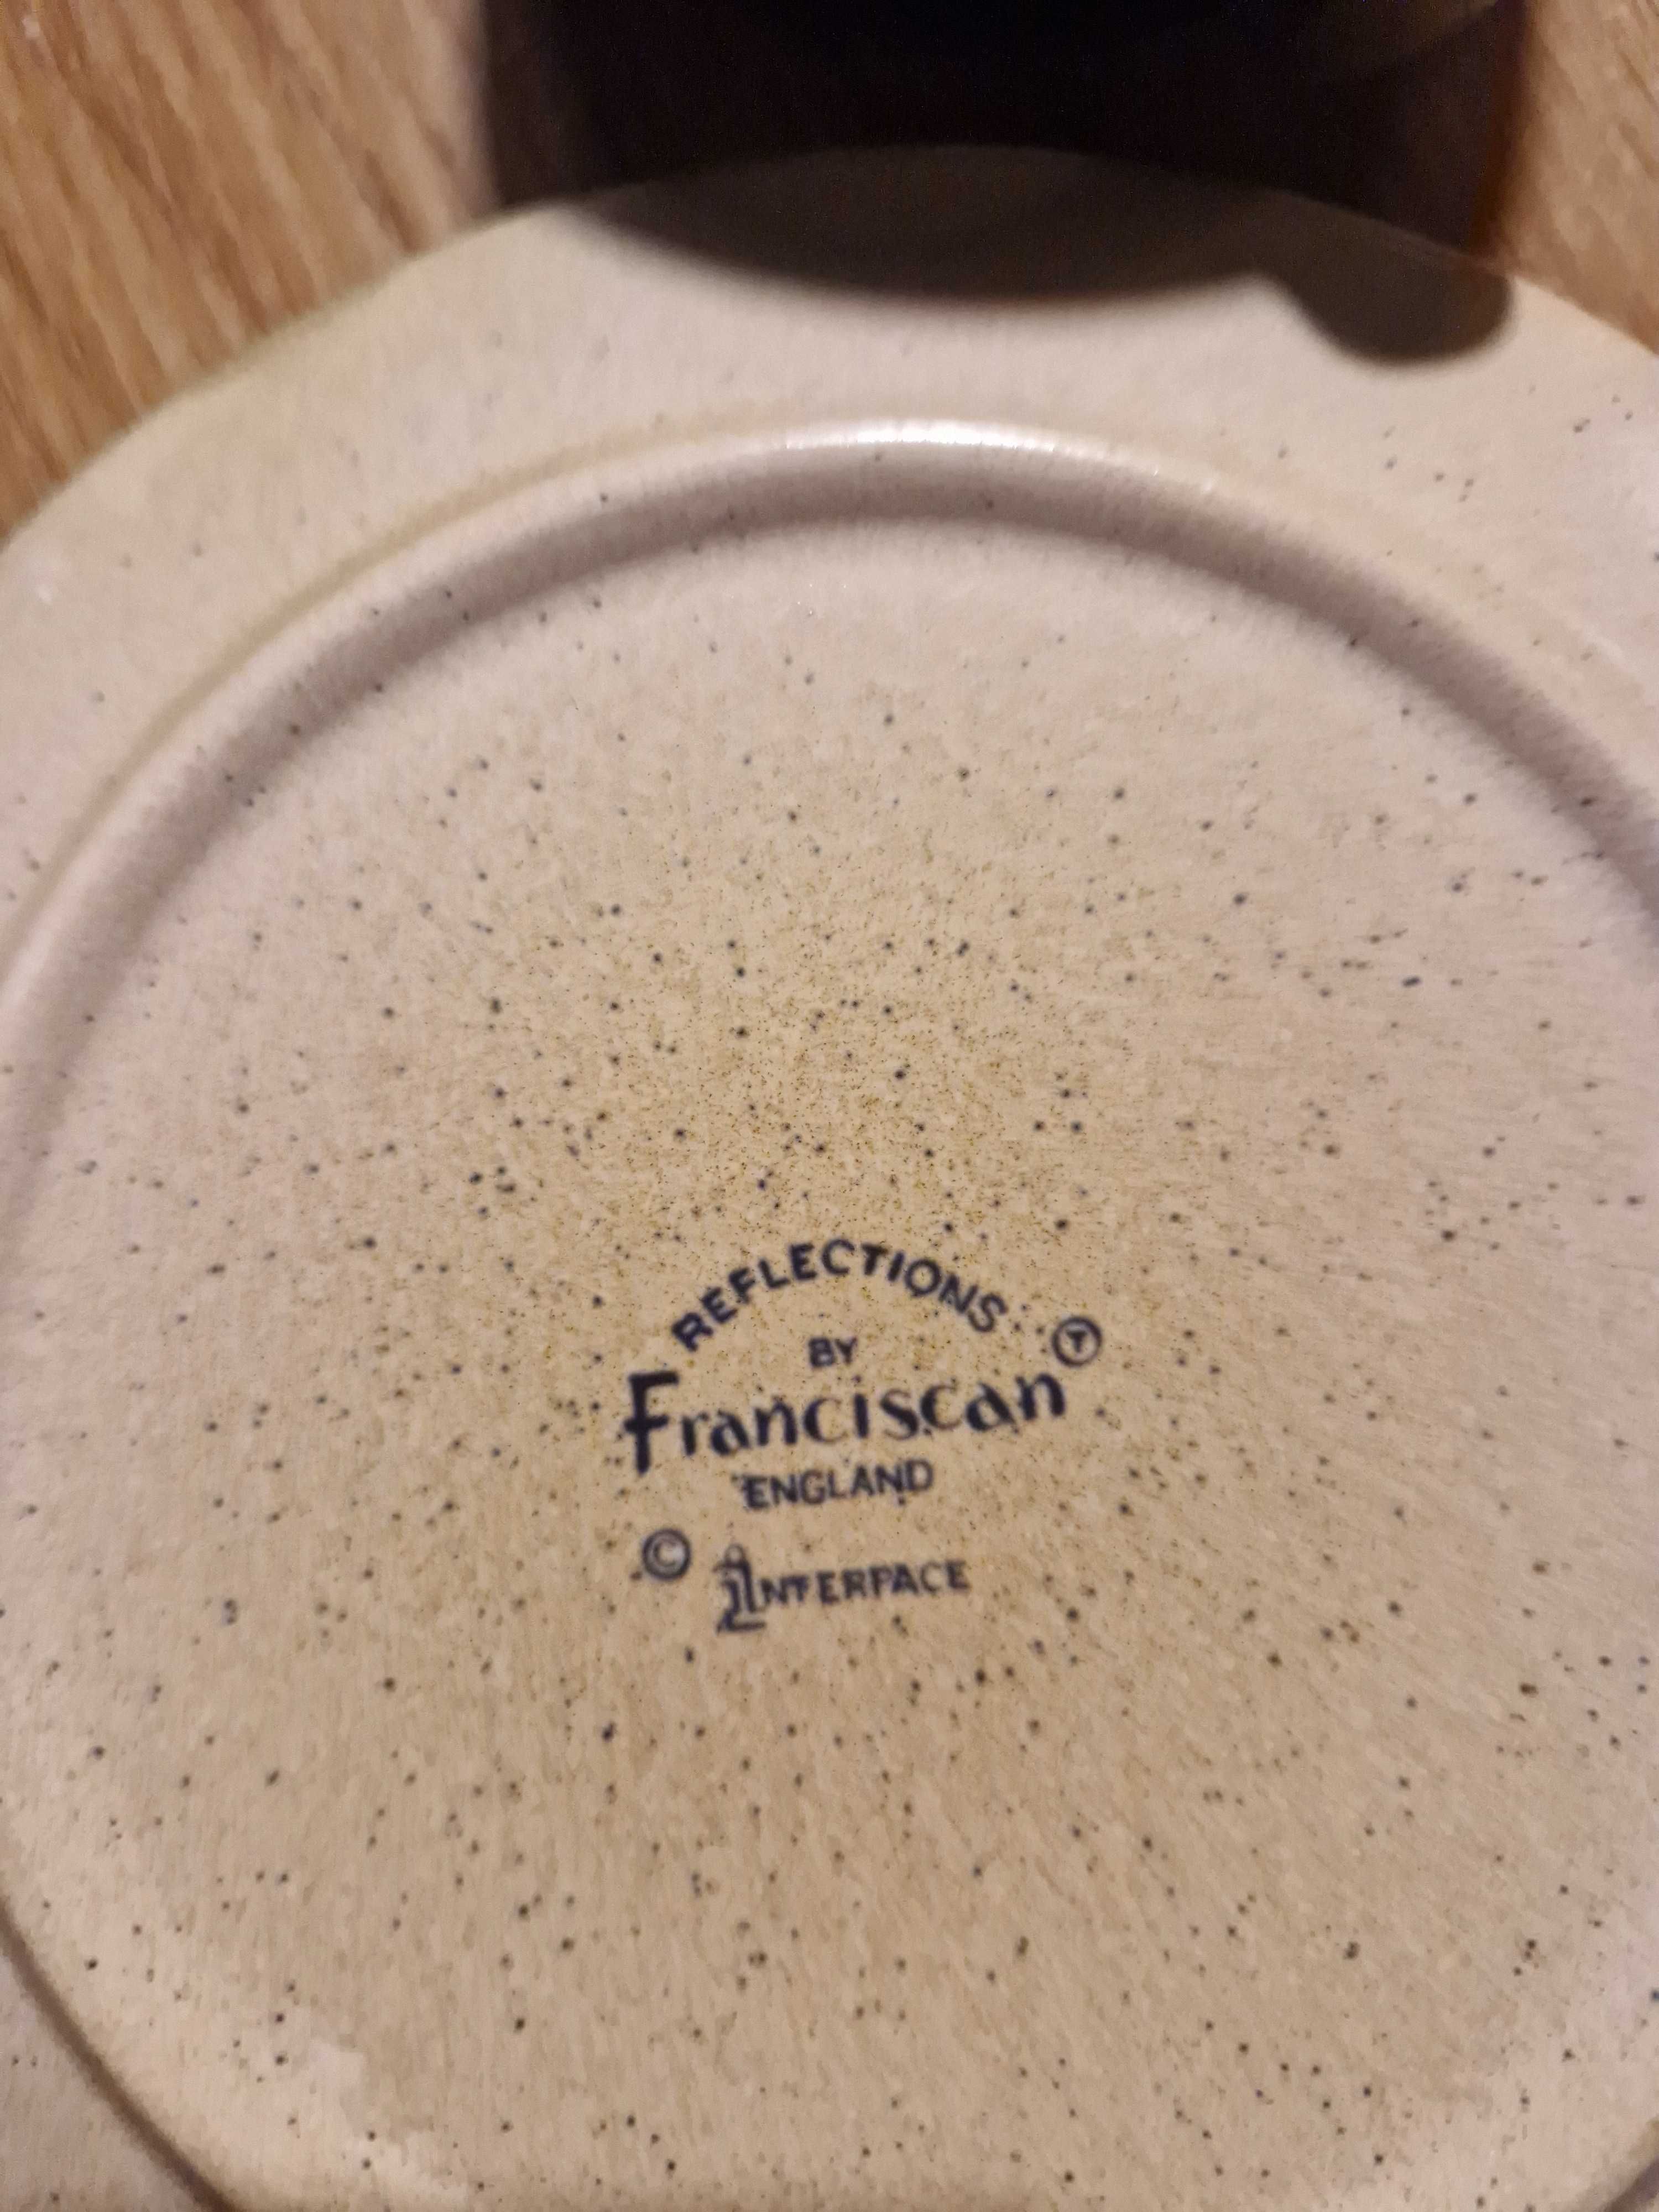 REFLECTIONS
BY
Franciscan Ⓨ
ENGLAND
© INTERPACE